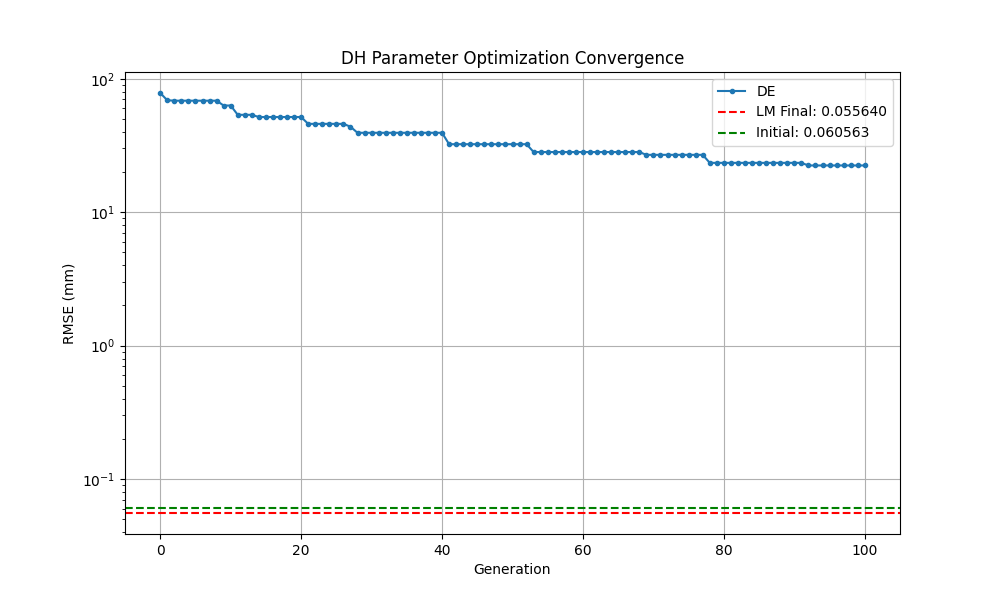 DH Parameter Optimization Convergence
DE
LM Final: 0.055640
Initial: 0.060563
10²
10¹
10⁰
10⁻¹
RMSE (mm)
0 20 40 60 80 100
Generation